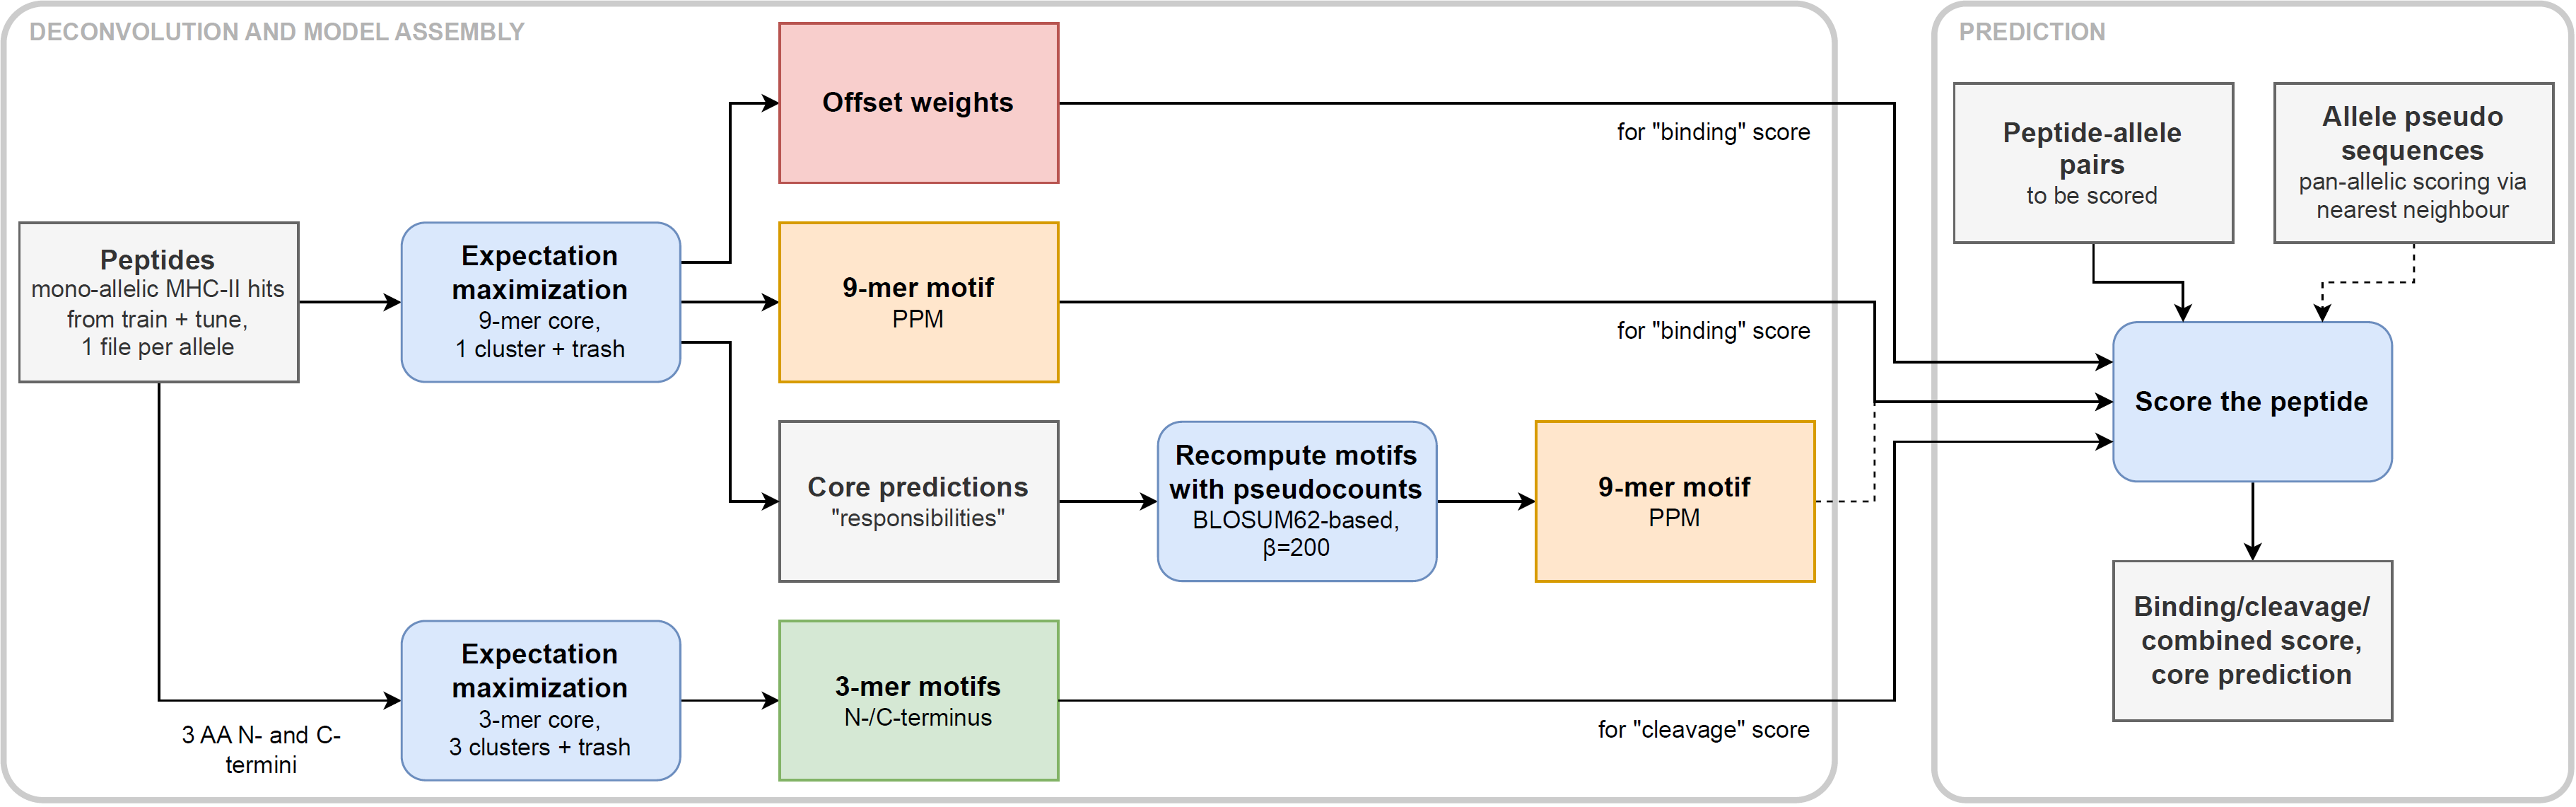 DECONVOLUTION AND MODEL ASSEMBLY
Peptides
mono-allelic MHC-II hits
from train + tune,
1 file per allele
3 AA N- and C-
termini
Expectation
maximization
9-mer core,
1 cluster + trash
Expectation
maximization
3-mer core,
3 clusters + trash
Offset weights
for "binding" score
9-mer motif
PPM
for "binding" score
Core predictions
"responsibilities"
Recompute motifs
with pseudocounts
BLOSUM62-based,
β=200
9-mer motif
PPM
3-mer motifs
N-/C-terminus
for "cleavage" score
PREDICTION
Peptide-allele
pairs
to be scored
Allele pseudo
sequences
pan-allelic scoring via
nearest neighbour
Score the peptide
Binding/cleavage/
combined score,
core prediction